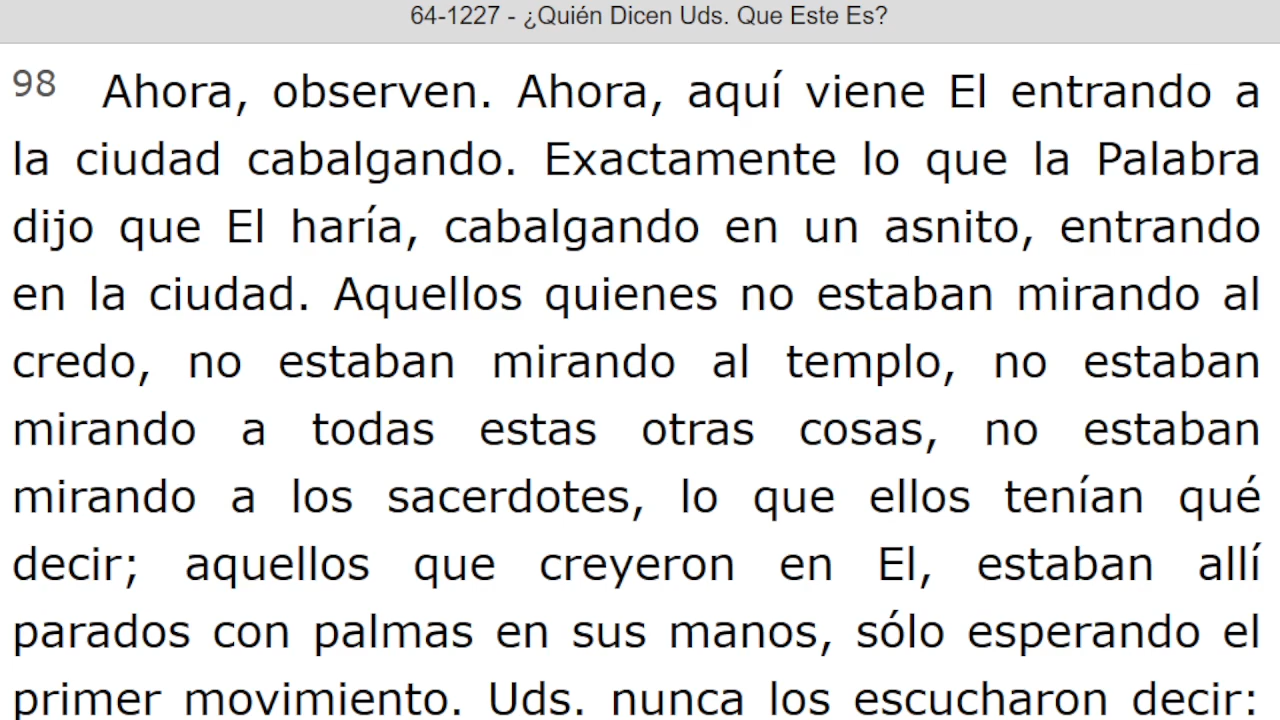 64-1227 - ¿Quién Dicen Uds. Que Este Es?
98 Ahora, observen. Ahora, aquí viene El entrando a
la ciudad cabalgando. Exactamente lo que la Palabra
dijo que El haría, cabalgando en un asnito, entrando
en la ciudad. Aquellos quienes no estaban mirando al
credo, no estaban mirando al templo, no estaban
mirando a todas estas otras cosas, no estaban
mirando a los sacerdotes, lo que ellos tenían qué
decir; aquellos que creyeron en El, estaban allí
parados con palmas en sus manos, sólo esperando el
primer movimiento. Uds. nunca los escucharon decir: